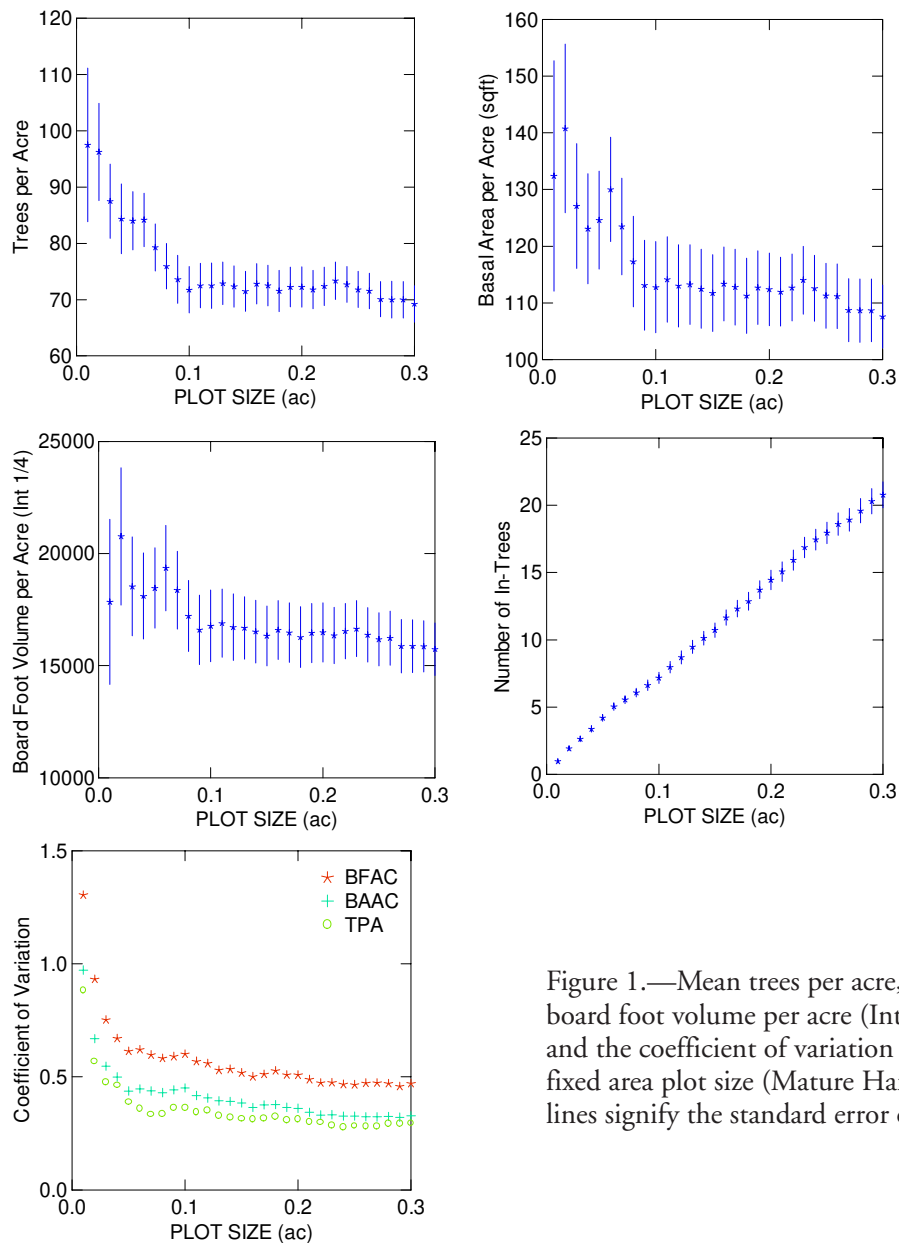 120
110
100
90
80
70
60
Trees per Acre
0.0 0.1 0.2 0.3
PLOT SIZE (ac)
160
150
140
130
120
110
100
Basal Area per Acre (sqft)
0.0 0.1 0.2 0.3
PLOT SIZE (ac)
25000
20000
15000
10000
Board Foot Volume per Acre (Int 1/4)
0.0 0.1 0.2 0.3
PLOT SIZE (ac)
25
20
15
10
5
0
Number of In-Trees
0.0 0.1 0.2 0.3
PLOT SIZE (ac)
1.5
1.0
0.5
0.0
Coefficient of Variation
BFAC
BAAC
TPA
0.0 0.1 0.2 0.3
PLOT SIZE (ac)
Figure 1.—Mean trees per acre,
board foot volume per acre (Int
and the coefficient of variation
fixed area plot size (Mature Har
lines signify the standard error